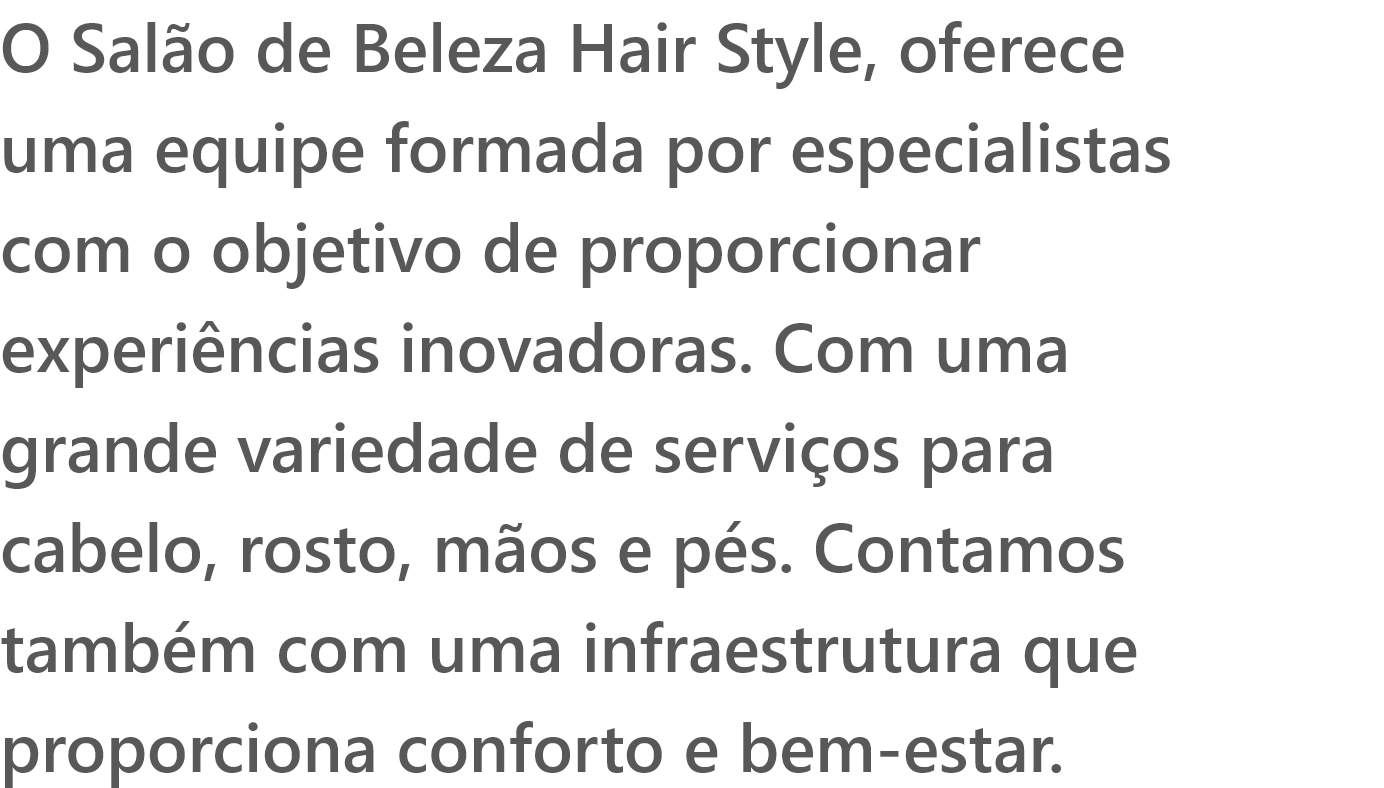 O Salão de Beleza Hair Style, oferece
uma equipe formada por especialistas
com o objetivo de proporcionar
experiências inovadoras. Com uma
grande variedade de serviços para
cabelo, rosto, mãos e pés. Contamos
também com uma infraestrutura que
proporciona conforto e bem-estar.